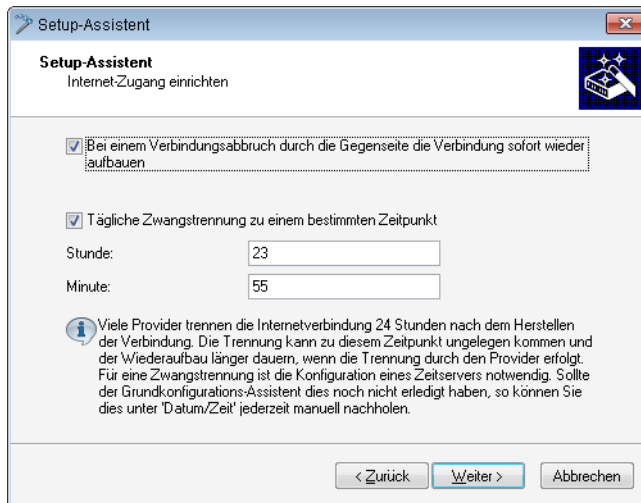 Setup-Assistent
Setup-Assistent
Internet-Zugang einrichten
Bei einem Verbindungsabbruch durch die Gegenseite die Verbindung sofort wieder
aufbauen
Tägliche Zwangstrennung zu einem bestimmten Zeitpunkt
Stunde:
23
Minute:
55
Viele Provider trennen die Internetverbindung 24 Stunden nach dem Herstellen
der Verbindung. Die Trennung kann zu diesem Zeitpunkt ungelegen kommen und
der Wiederaufbau länger dauern, wenn die Trennung durch den Provider erfolgt.
Für eine Zwangstrennung ist die Konfiguration eines Zeitservers notwendig. Sollte
der Grundkonfigurations-Assistent dies noch nicht erledigt haben, so können Sie
dies unter 'Datum/Zeit' jederzeit manuell nachholen.
< Zurück
Weiter >
Abbrechen